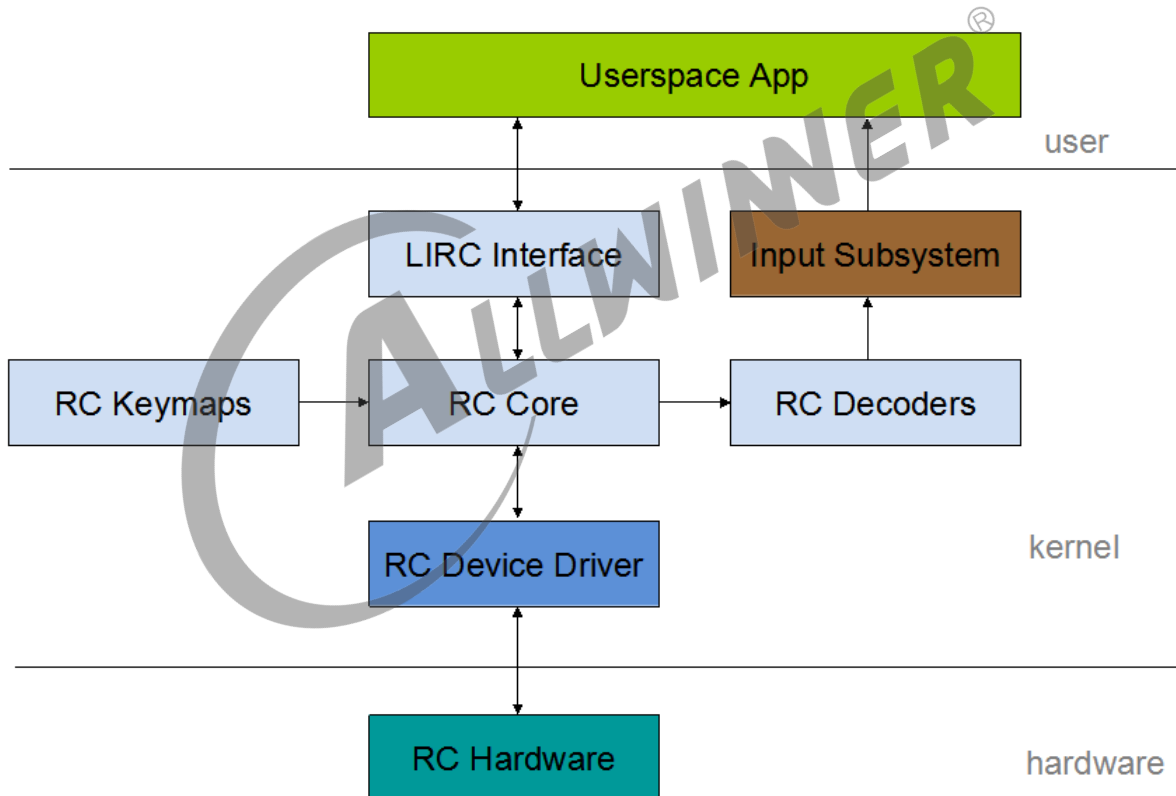 Userspace App
user
LIRC Interface
Input Subsystem
RC Keymaps
RC Core
RC Decoders
RC Device Driver
kernel
RC Hardware
hardware
ALLWINNER®